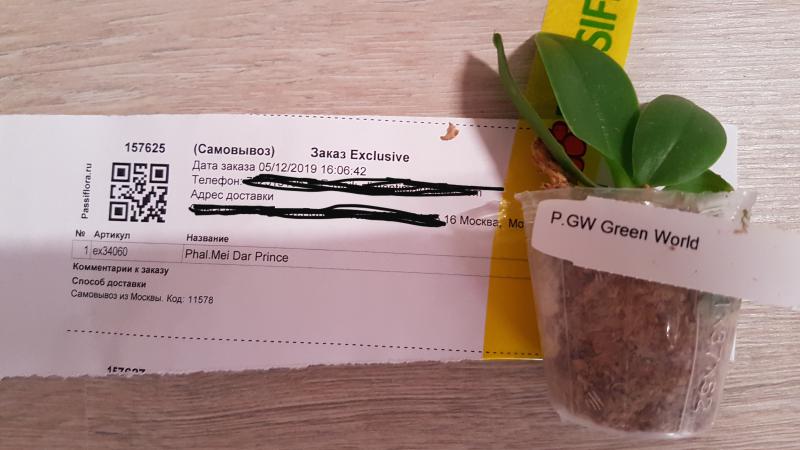 SIF
157625
(Самовывоз)
Заказ Exclusive
Дата заказа 05/12/2019 16:06:42
Телефон:
Адрес доставки
16 Москва,
Passiflora.ru
№ Артикул Название
1 ex34060 Phal.Mei Dar Prince
Комментарии к заказу
Способ доставки
Самовывоз из Москвы. Код: 11578
P.GW Green World